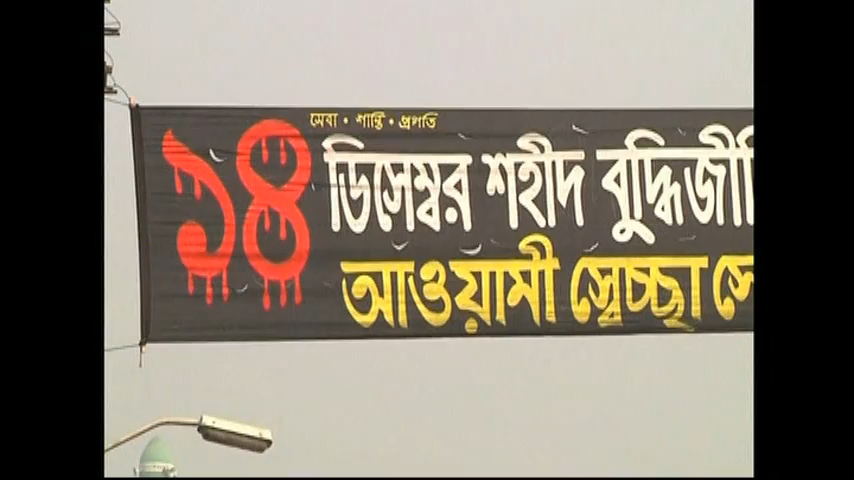 সেবা • শান্তি • প্রগতি
১৪ ডিসেম্বর শহীদ বুদ্ধিজী
আওয়ামী স্বেচ্ছাসে